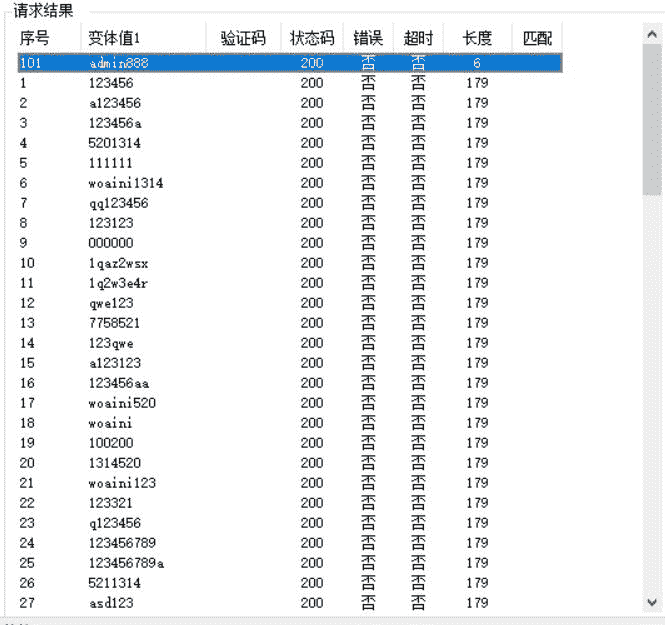 请求结果
序号 变体值1 验证码 状态码 错误 超时 长度 匹配
101 admin888 200 否 否 6
1 123456 200 否 否 179
2 a123456 200 否 否 179
3 123456a 200 否 否 179
4 5201314 200 否 否 179
5 111111 200 否 否 179
6 woaini1314 200 否 否 179
7 qq123456 200 否 否 179
8 123123 200 否 否 179
9 000000 200 否 否 179
10 1qaz2wsx 200 否 否 179
11 1q2w3e4r 200 否 否 179
12 qwe123 200 否 否 179
13 7758521 200 否 否 179
14 123qwe 200 否 否 179
15 a123123 200 否 否 179
16 123456aa 200 否 否 179
17 woaini520 200 否 否 179
18 woaini 200 否 否 179
19 100200 200 否 否 179
20 1314520 200 否 否 179
21 woaini123 200 否 否 179
22 123321 200 否 否 179
23 q123456 200 否 否 179
24 123456789 200 否 否 179
25 123456789a 200 否 否 179
26 5211314 200 否 否 179
27 asd123 200 否 否 179